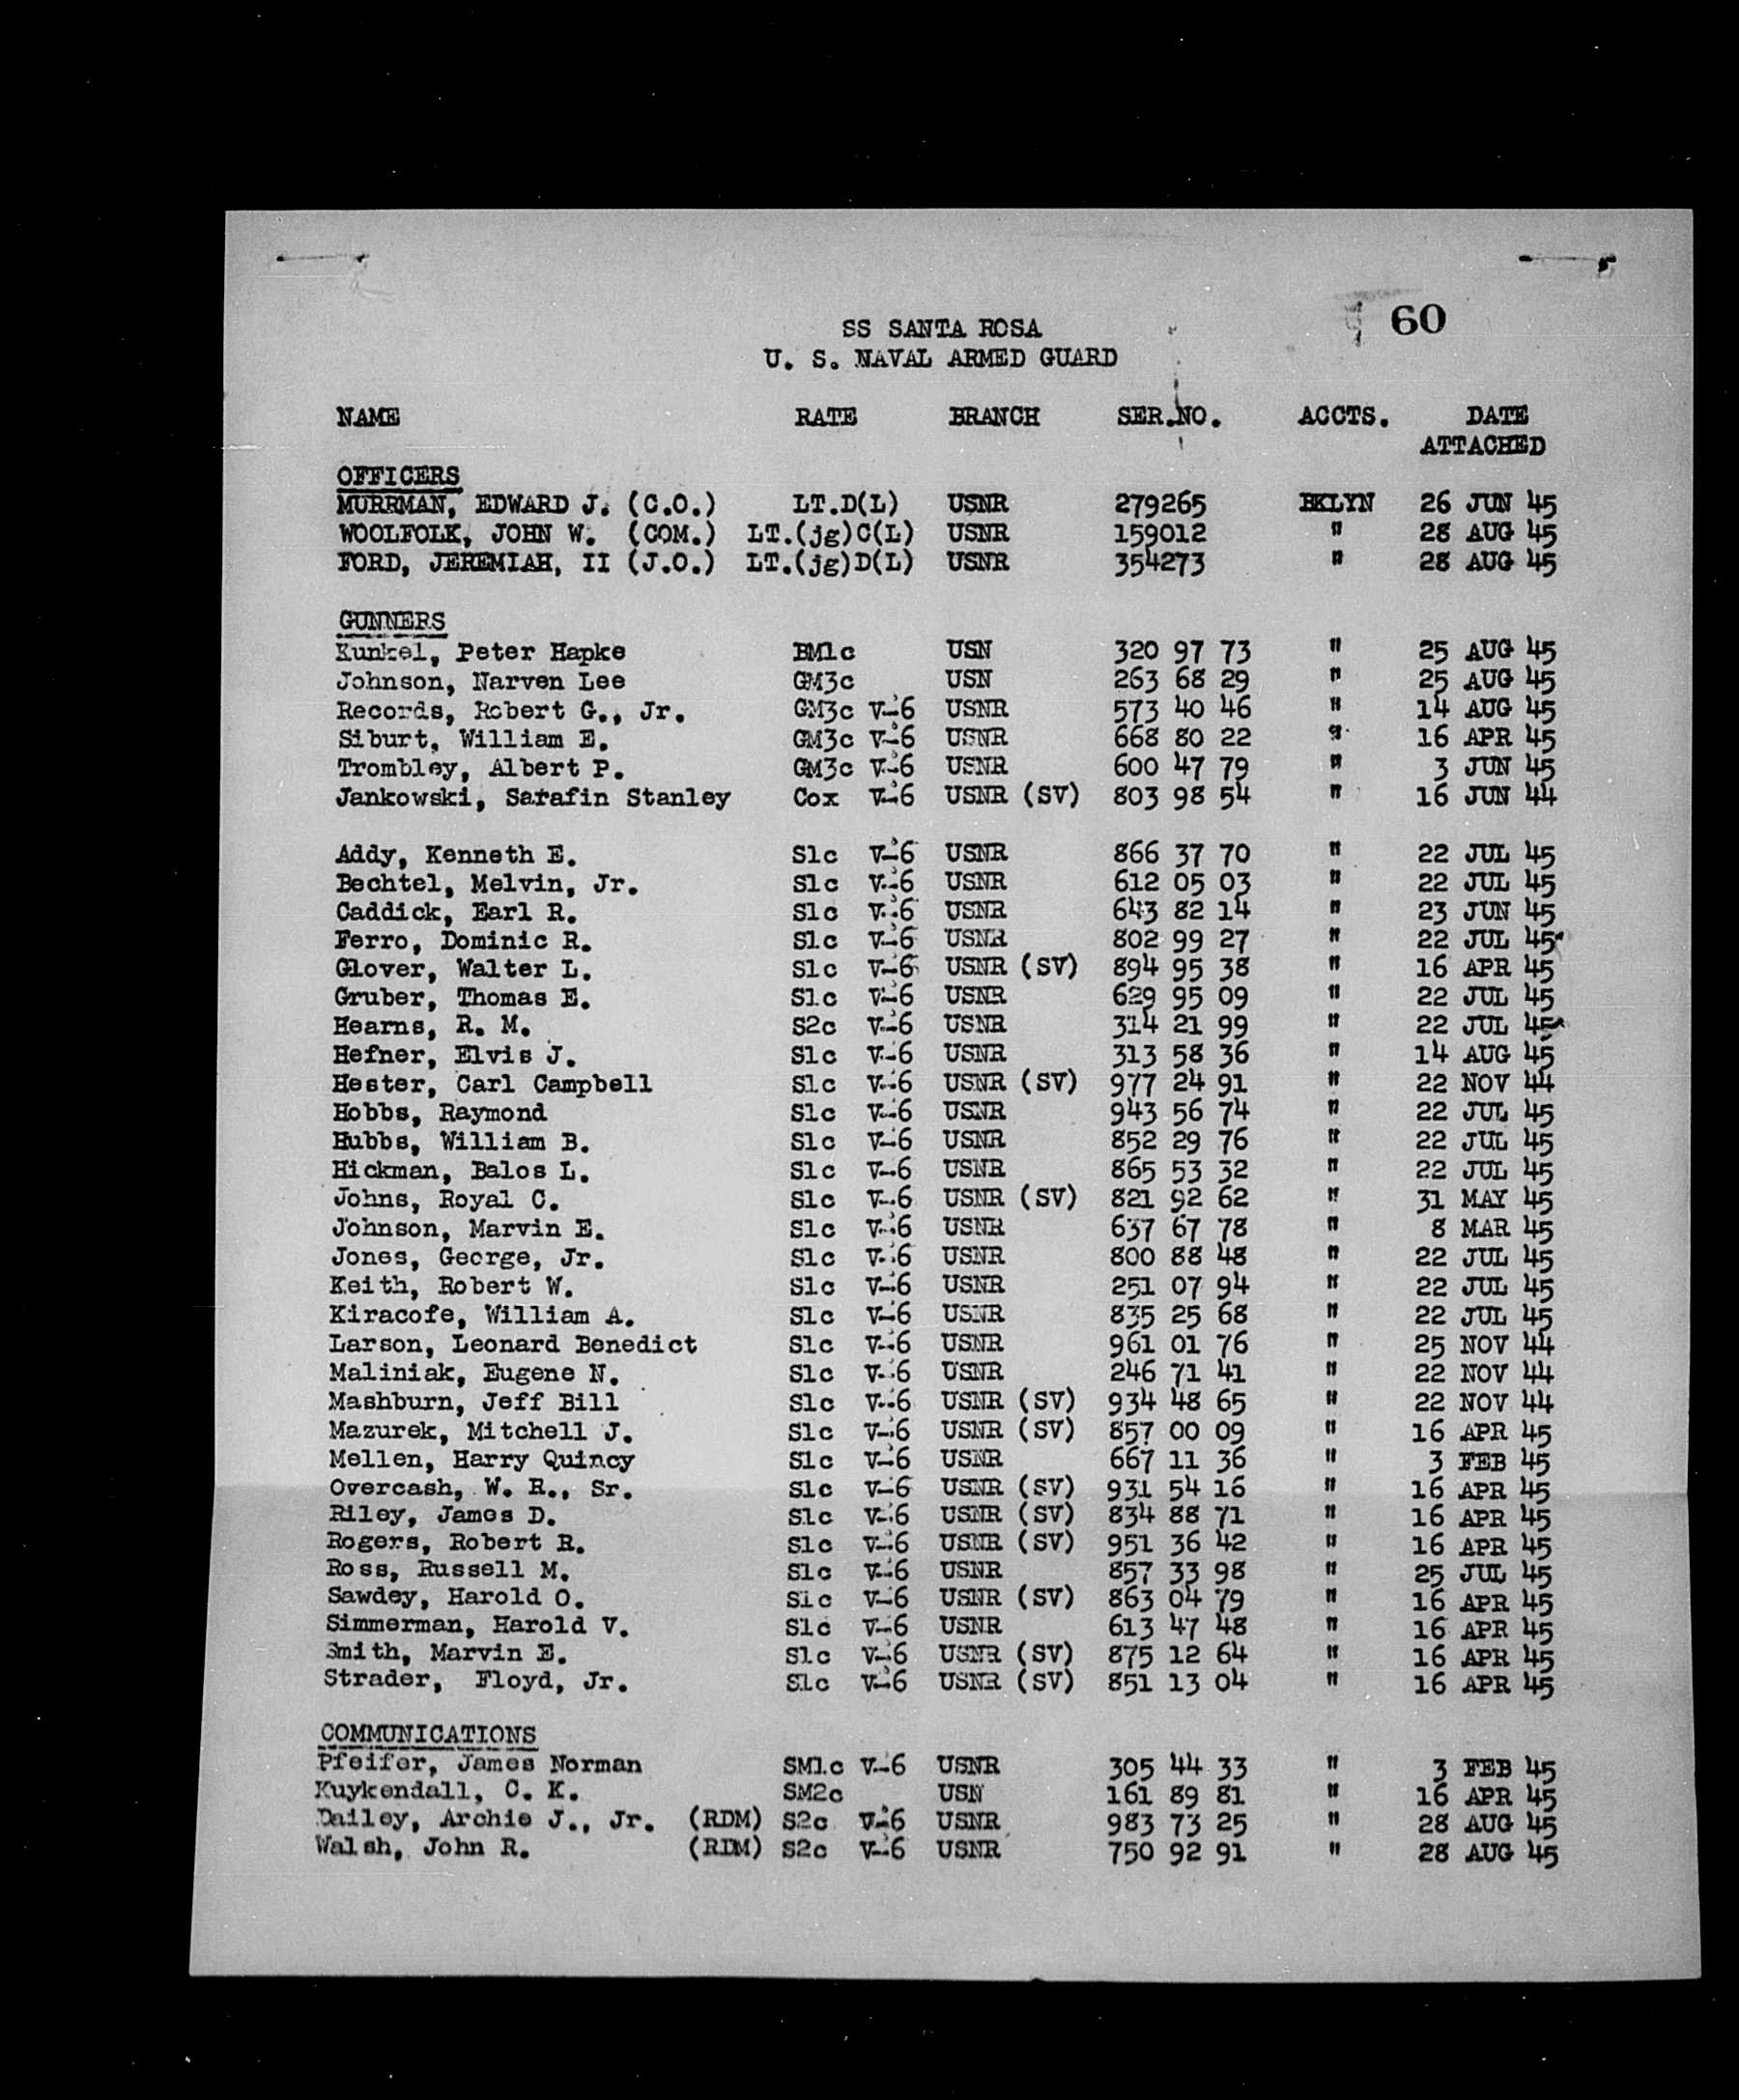 60
SS SANTA ROSA
U. S. NAVAL ARMED GUARD
NAME RATE BRANCH SER.NO. ACCTS. DATE
ATTACHED
OFFICERS
MURRMAN, EDWARD J. (C.O.) LT.D(L) USNR 279265 BKLYN 26 JUN 45
WOOLFOLK, JOHN W. (COM.) LT.(jg)C(L) USNR 159012 " 28 AUG 45
FORD, JEREMIAH, II (J.O.) LT.(jg)D(L) USNR 354273 " 28 AUG 45
GUNNERS
Kunkel, Peter Hapke BM1c USN 320 97 73 " 25 AUG 45
Johnson, Narven Lee GM3c USN 263 68 29 " 25 AUG 45
Records, Robert G., Jr. GM3c V-6 USNR 573 40 46 " 14 AUG 45
Siburt, William E. GM3c V-6 USNR 668 80 22 " 16 APR 45
Trombley, Albert P. GM3c V-6 USNR 600 47 79 " 3 JUN 45
Jankowski, Sarafin Stanley Cox V-6 USNR (SV) 803 98 54 " 16 JUN 44
Addy, Kenneth E. S1c V-6 USNR 866 37 70 " 22 JUL 45
Bechtel, Melvin, Jr. S1c V-6 USNR 612 05 03 " 22 JUL 45
Caddick, Earl R. S1c V-6 USNR 643 82 14 " 23 JUN 45
Ferro, Dominic R. S1c V-6 USNR 802 99 27 " 22 JUL 45
Glover, Walter L. S1c V-6 USNR (SV) 894 95 38 " 16 APR 45
Gruber, Thomas E. S1c V-6 USNR 629 95 09 " 22 JUL 45
Hearns, R. M. S2c V-6 USNR 314 21 99 " 22 JUL 45
Hefner, Elvis J. S1c V-6 USNR 313 58 36 " 14 AUG 45
Hester, Carl Campbell S1c V-6 USNR (SV) 977 24 91 " 22 NOV 44
Hobbs, Raymond S1c V-6 USNR 943 56 74 " 22 JUL 45
Hubbs, William B. S1c V-6 USNR 852 29 76 " 22 JUL 45
Hickman, Balos L. S1c V-6 USNR 865 53 32 " 22 JUL 45
Johns, Royal C. S1c V-6 USNR (SV) 821 92 62 " 31 MAY 45
Johnson, Marvin E. S1c V-6 USNR 637 67 78 " 8 MAR 45
Jones, George, Jr. S1c V-6 USNR 800 88 48 " 22 JUL 45
Keith, Robert W. S1c V-6 USNR 251 07 94 " 22 JUL 45
Kiracofe, William A. S1c V-6 USNR 835 25 68 " 22 JUL 45
Larson, Leonard Benedict S1c V-6 USNR 961 01 76 " 25 NOV 44
Maliniak, Eugene N. S1c V-6 USNR 246 71 41 " 22 NOV 44
Mashburn, Jeff Bill S1c V-6 USNR (SV) 934 48 65 " 22 NOV 44
Mazurek, Mitchell J. S1c V-6 USNR (SV) 857 00 09 " 16 APR 45
Mellen, Harry Quincy S1c V-6 USNR 667 11 36 " 3 FEB 45
Overcash, W. R., Sr. S1c V-6 USNR (SV) 931 54 16 " 16 APR 45
Riley, James D. S1c V-6 USNR (SV) 834 88 71 " 16 APR 45
Rogers, Robert R. S1c V-6 USNR (SV) 951 36 42 " 16 APR 45
Ross, Russell M. S1c V-6 USNR 857 33 98 " 25 JUL 45
Sawdey, Harold O. S1c V-6 USNR (SV) 863 04 79 " 16 APR 45
Simmerman, Harold V. S1c V-6 USNR 613 47 48 " 16 APR 45
Smith, Marvin E. S1c V-6 USNR (SV) 875 12 64 " 16 APR 45
Strader, Floyd, Jr. S1c V-6 USNR (SV) 851 13 04 " 16 APR 45
COMMUNICATIONS
Pfeifer, James Norman SM1c V-6 USNR 305 44 33 " 3 FEB 45
Kuykendall, C. K. SM2c USN 161 89 81 " 16 APR 45
Dailey, Archie J., Jr. (RDM) S2c V-6 USNR 983 73 25 " 28 AUG 45
Walsh, John R. (RDM) S2c V-6 USNR 750 92 91 " 28 AUG 45